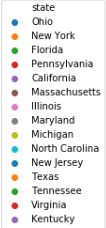 state
Ohio
New York
Florida
Pennsylvania
California
Massachusetts
Illinois
Maryland
Michigan
North Carolina
New Jersey
Texas
Tennessee
Virginia
Kentucky